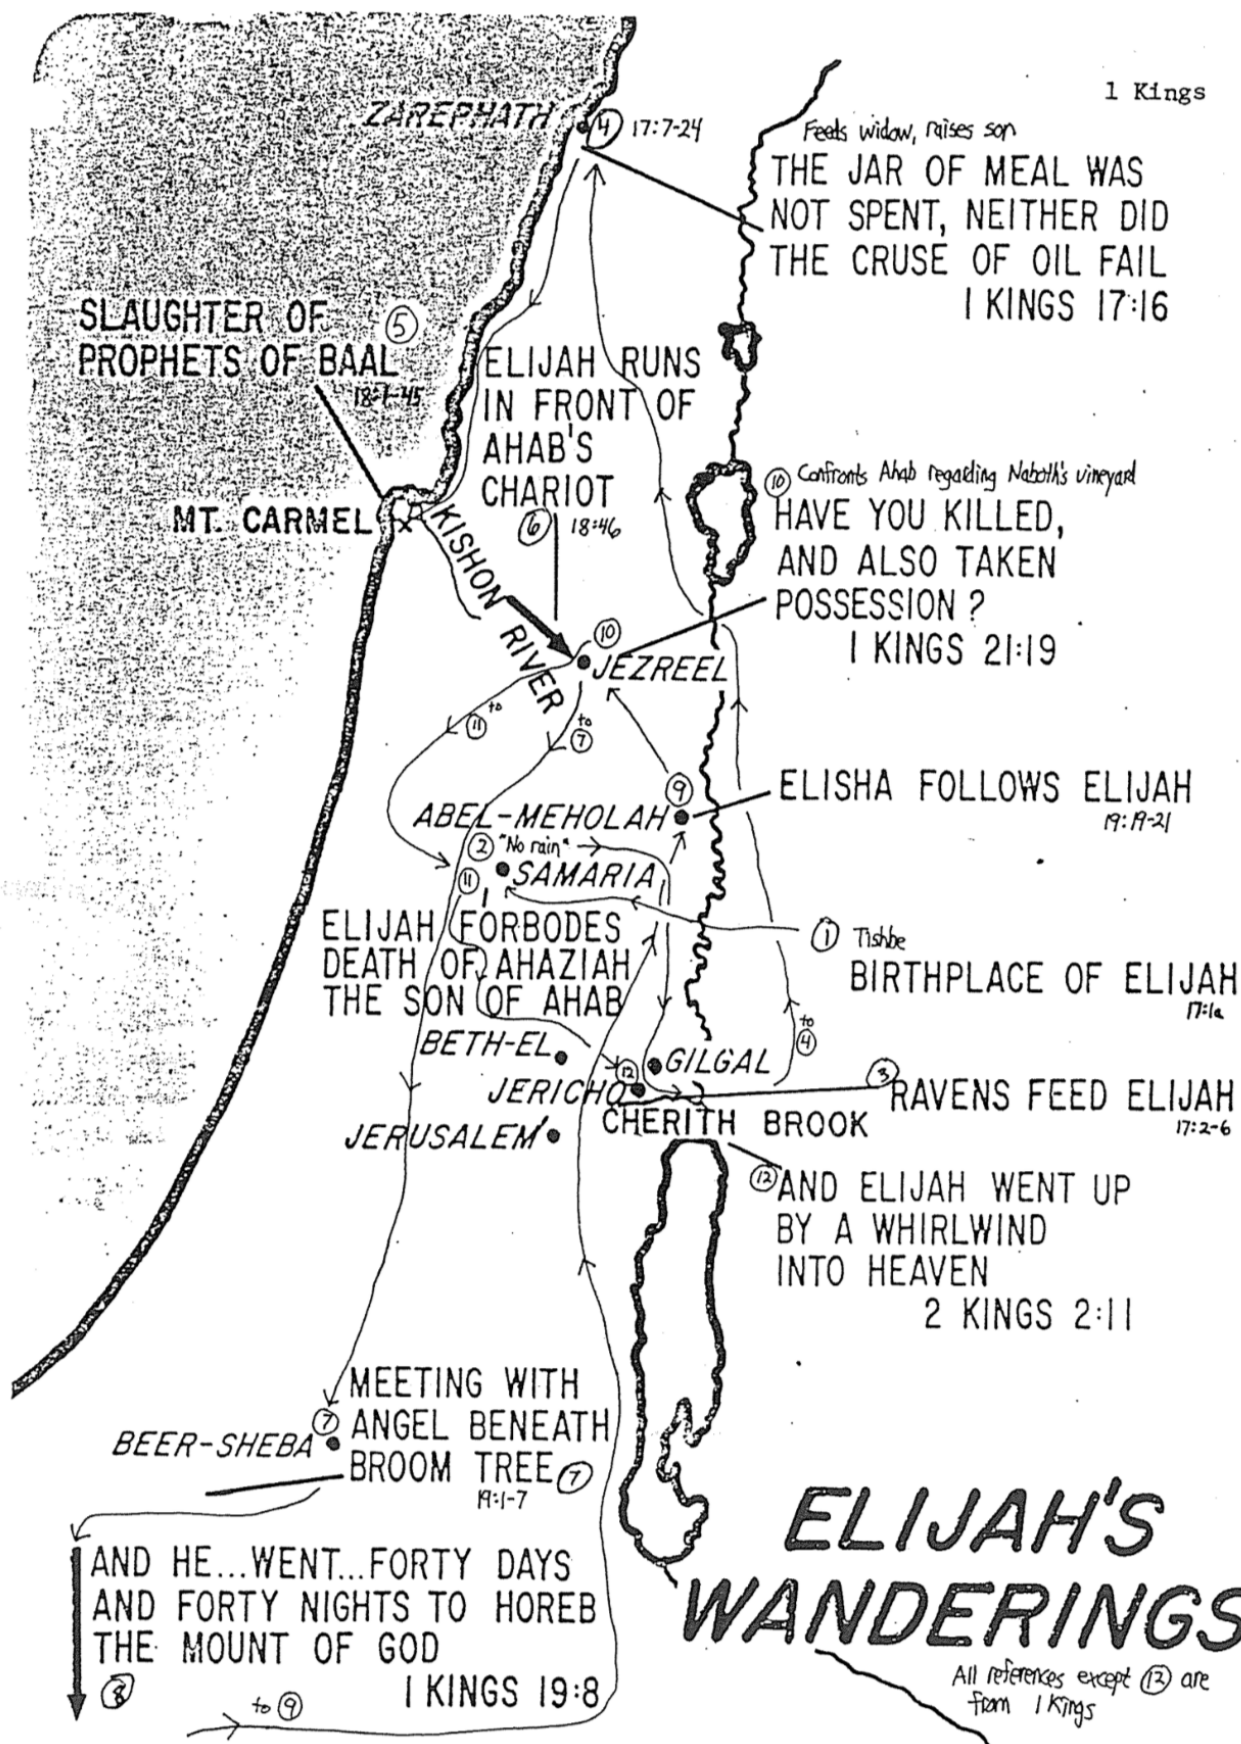 1 Kings
ZAREPHATH
④ 17:7-24
Feeds widow, raises son
THE JAR OF MEAL WAS
NOT SPENT, NEITHER DID
THE CRUSE OF OIL FAIL
I KINGS 17:16
SLAUGHTER OF
PROPHETS OF BAAL
⑤
18:1-45
ELIJAH RUNS
IN FRONT OF
AHAB'S
CHARIOT
⑥ 18:46
MT. CARMEL
KISHON
RIVER
⑩ Confronts Ahab regarding Naboth's vineyard
HAVE YOU KILLED,
AND ALSO TAKEN
POSSESSION?
I KINGS 21:19
⑩
JEZREEL
to
⑪
to
⑦
⑨
ABEL-MEHOLAH
ELISHA FOLLOWS ELIJAH
19:19-21
② "No rain"
SAMARIA
⑪
ELIJAH FORBODES
DEATH OF AHAZIAH
THE SON OF AHAB
① Tishbe
BIRTHPLACE OF ELIJAH
17:1a
to
④
BETH-EL
GILGAL
⑫
JERICHO
③ RAVENS FEED ELIJAH
17:2-6
CHERITH BROOK
JERUSALEM
⑫ AND ELIJAH WENT UP
BY A WHIRLWIND
INTO HEAVEN
2 KINGS 2:11
⑦
BEER-SHEBA
MEETING WITH
ANGEL BENEATH
BROOM TREE ⑦
19:1-7
AND HE...WENT...FORTY DAYS
AND FORTY NIGHTS TO HOREB
THE MOUNT OF GOD
I KINGS 19:8
⑧
to ⑨
ELIJAH'S
WANDERINGS
All references except ⑫ are
from 1 Kings